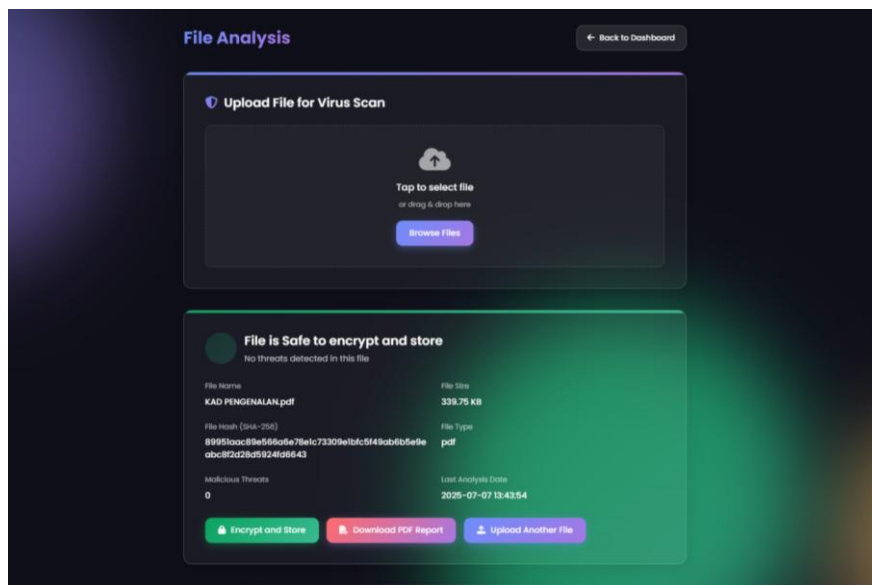 File Analysis
← Back to Dashboard
Upload File for Virus Scan
Tap to select file
or drag & drop here
Browse Files
File is Safe to encrypt and store
No threats detected in this file
File Name
KAD PENGENALAN.pdf
File Size
339.75 KB
File Hash (SHA-256)
89951aac89e566a6e78e1c73309e1bfc5f49ab6b5e9e
abc8f2d28d5924fd6643
File Type
pdf
Malicious Threats
0
Last Analysis Date
2025-07-07 13:43:54
Encrypt and Store
Download PDF Report
Upload Another File